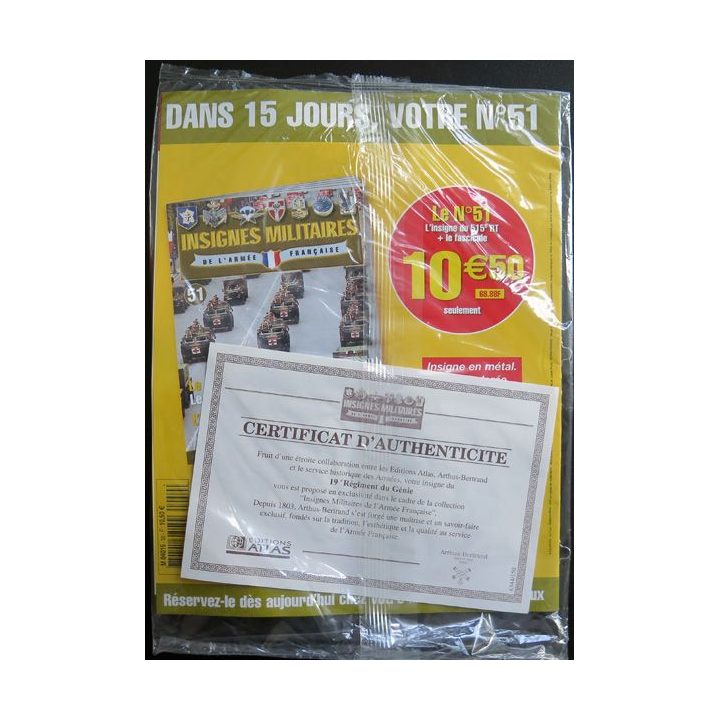 DANS 15 JOURS, VOTRE N°51
INSIGNES MILITAIRES
DE L'ARMÉE FRANÇAISE
51
Le N°51
L'insigne du 515e RT
+ le fascicule
10€50
68.88F
seulement
Insigne en métal.
INSIGNES MILITAIRES
CERTIFICAT D'AUTHENTICITE
Fruit d'une étroite collaboration entre les Editions Atlas, Arthus-Bertrand
et le service historique des Armées, votre insigne du
19e Régiment du Génie
vous est proposé en exclusivité dans le cadre de la collection
"Insignes Militaires de l'Armée Française".
Depuis 1803, Arthus-Bertrand s'est forgé une maîtrise et un savoir-faire
exclusif, fondés sur la tradition, l'esthétique et la qualité au service
de l'Armée Française
EDITIONS
ATLAS
Arthus-Bertrand
10,50 €
Réservez-le dès aujourd'hui chez